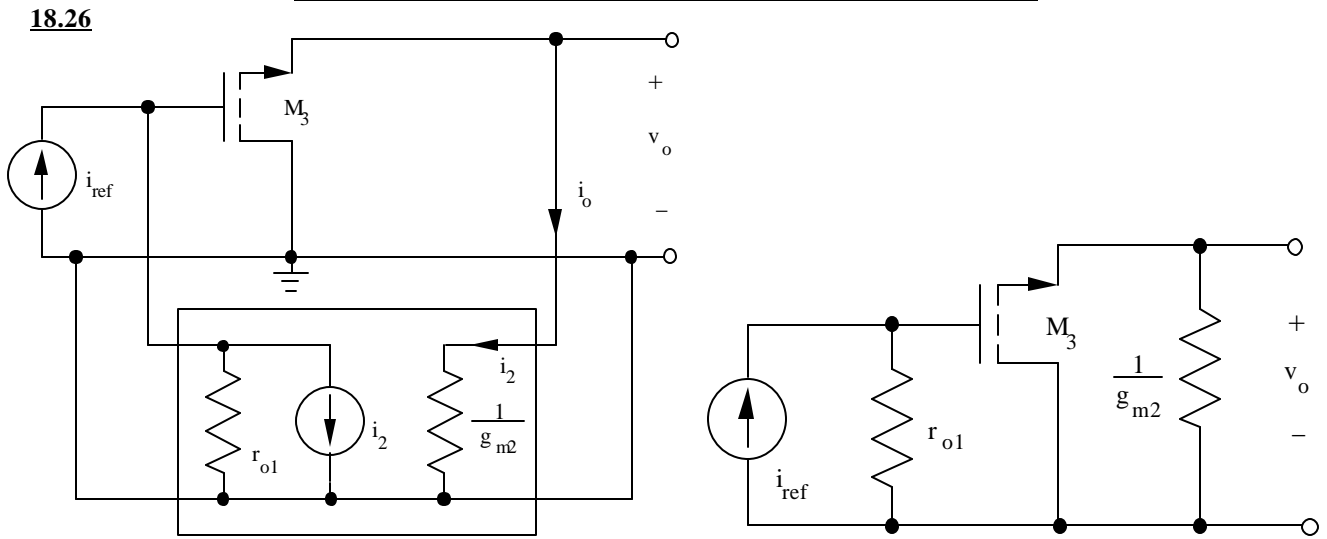 18.26
M3
+
vo
−
iref
io
i2
ro1
i2
1
gm2
M3
+
vo
−
1
gm2
ro1
iref